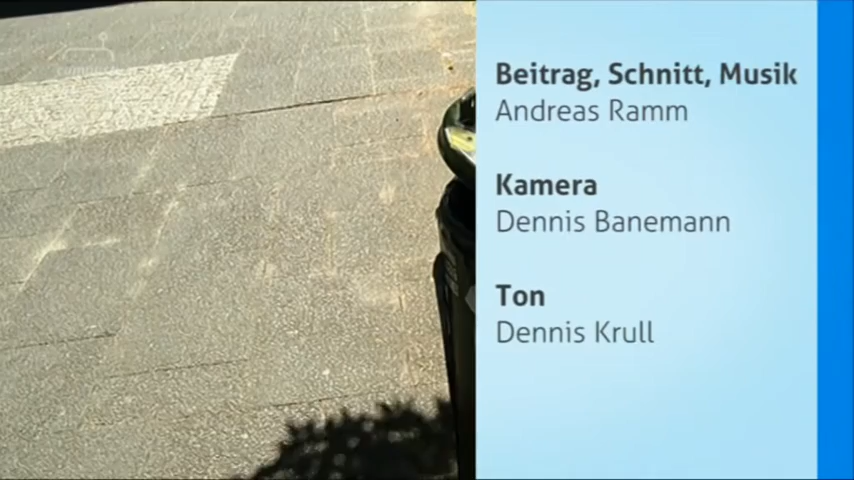 Beitrag, Schnitt, Musik
Andreas Ramm
Kamera
Dennis Banemann
Ton
Dennis Krull